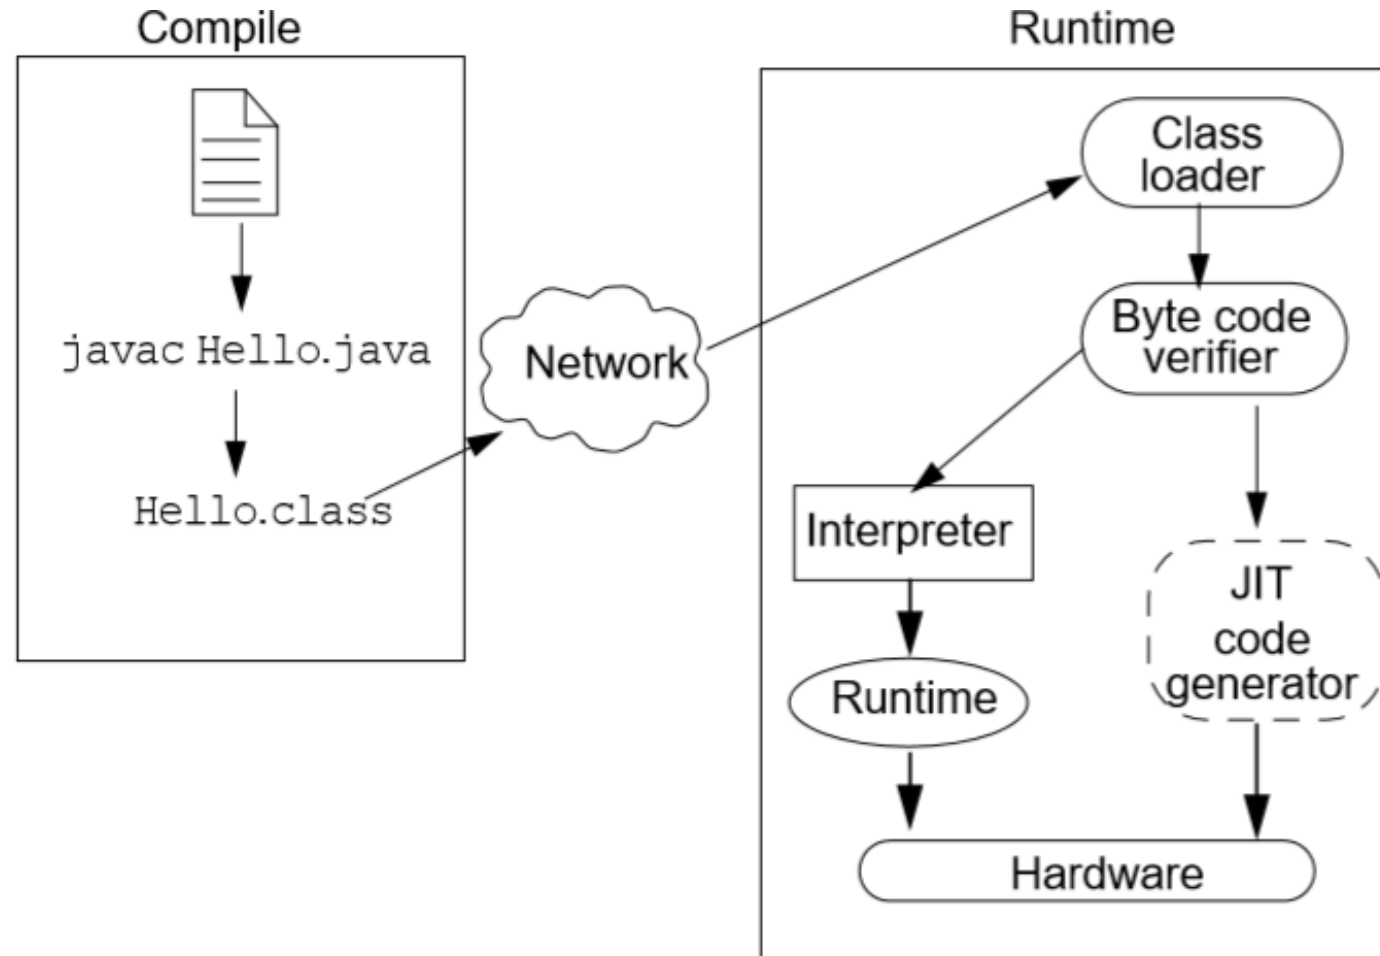 Compile
javac Hello.java
Hello.class
Network
Runtime
Class
loader
Byte code
verifier
Interpreter
Runtime
JIT
code
generator
Hardware